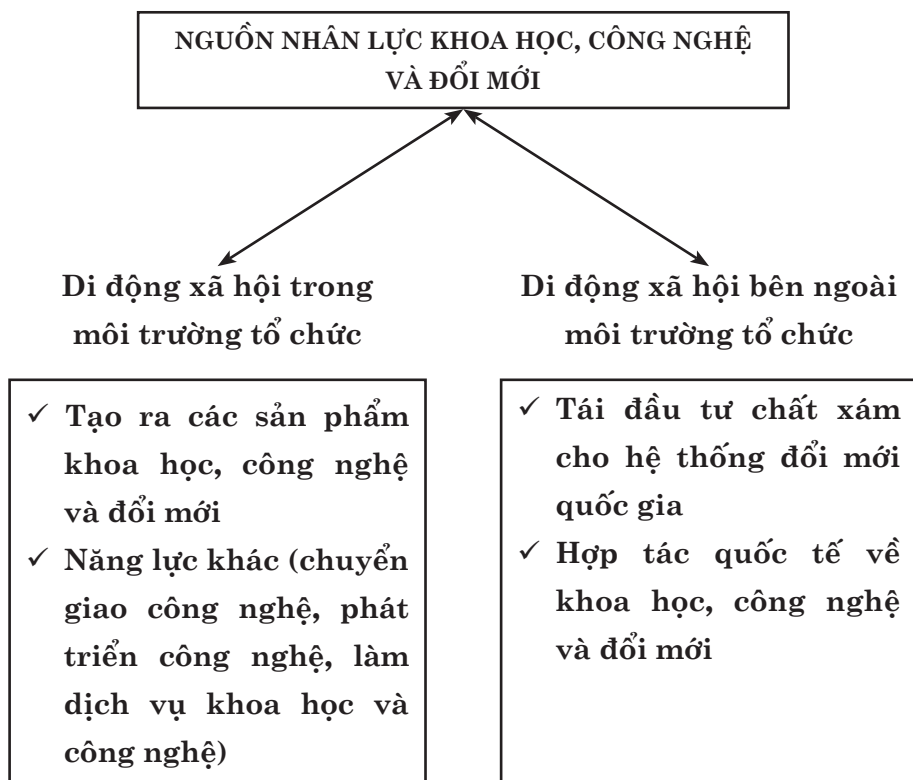 NGUỒN NHÂN LỰC KHOA HỌC, CÔNG NGHỆ
VÀ ĐỔI MỚI
Di động xã hội trong
môi trường tổ chức
✓ Tạo ra các sản phẩm
khoa học, công nghệ
và đổi mới
✓ Năng lực khác (chuyển
giao công nghệ, phát
triển công nghệ, làm
dịch vụ khoa học và
công nghệ)
Di động xã hội bên ngoài
môi trường tổ chức
✓ Tái đầu tư chất xám
cho hệ thống đổi mới
quốc gia
✓ Hợp tác quốc tế về
khoa học, công nghệ
và đổi mới